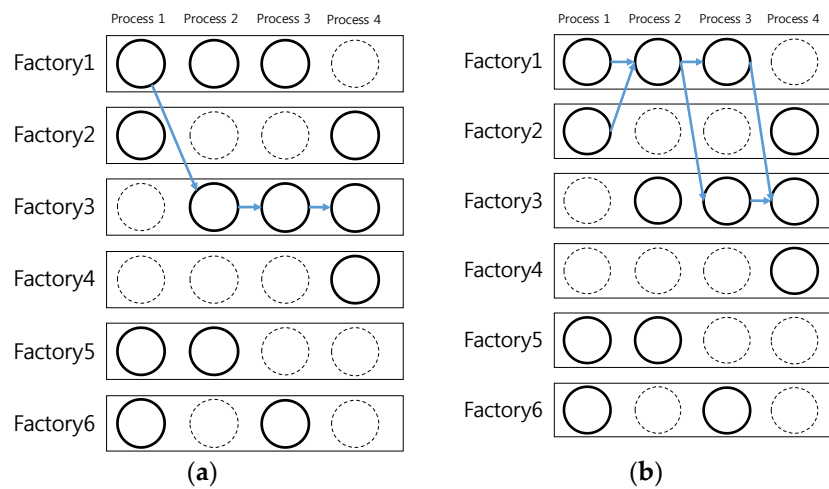 Process 1 Process 2 Process 3 Process 4
Factory1
Factory2
Factory3
Factory4
Factory5
Factory6
(a)
Process 1 Process 2 Process 3 Process 4
Factory1
Factory2
Factory3
Factory4
Factory5
Factory6
(b)